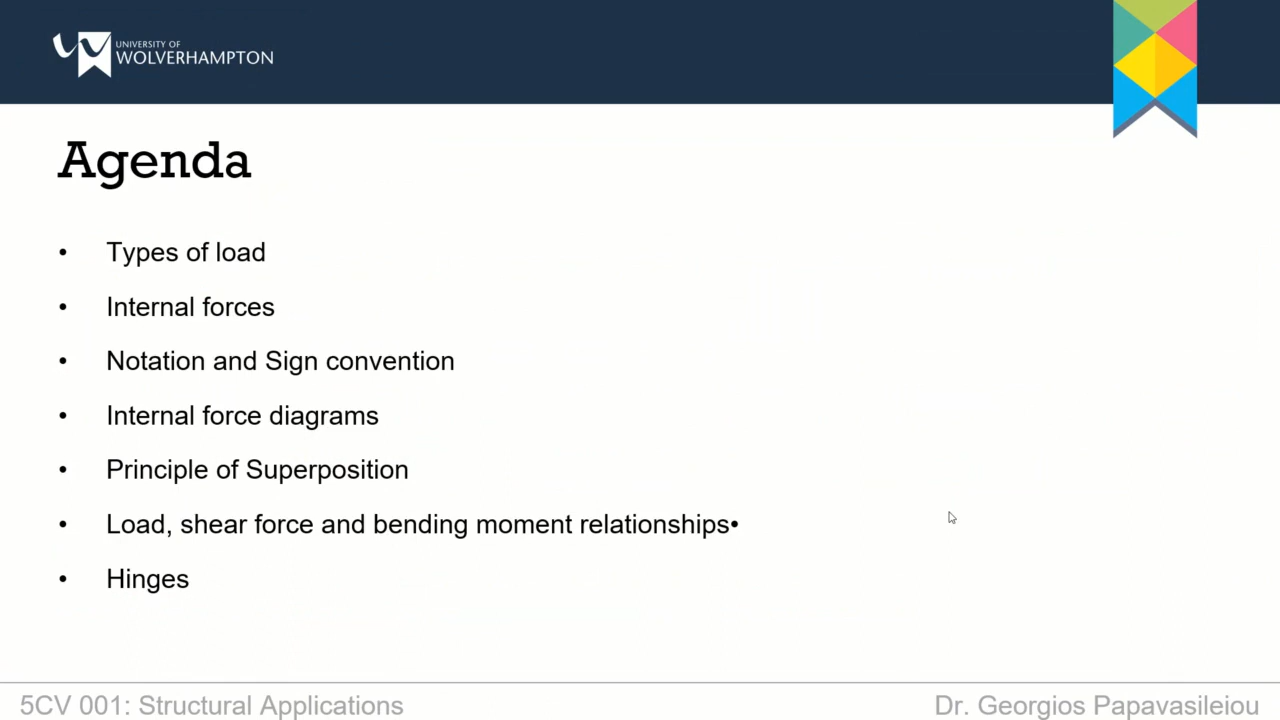 UNIVERSITY OF
WOLVERHAMPTON
Agenda
• Types of load
• Internal forces
• Notation and Sign convention
• Internal force diagrams
• Principle of Superposition
• Load, shear force and bending moment relationships•
• Hinges
5CV 001: Structural Applications
Dr. Georgios Papavasileiou